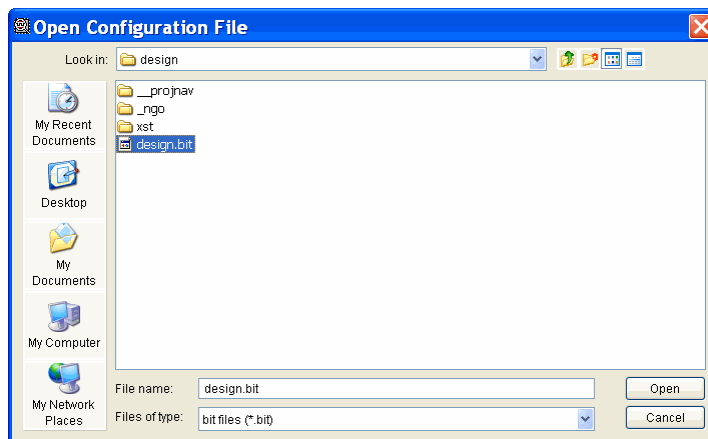 Open Configuration File
Look in: design
__projnav
_ngo
xst
design.bit
My Recent
Documents
Desktop
My
Documents
My Computer
My Network
Places
File name: design.bit Open
Files of type: bit files (*.bit) Cancel